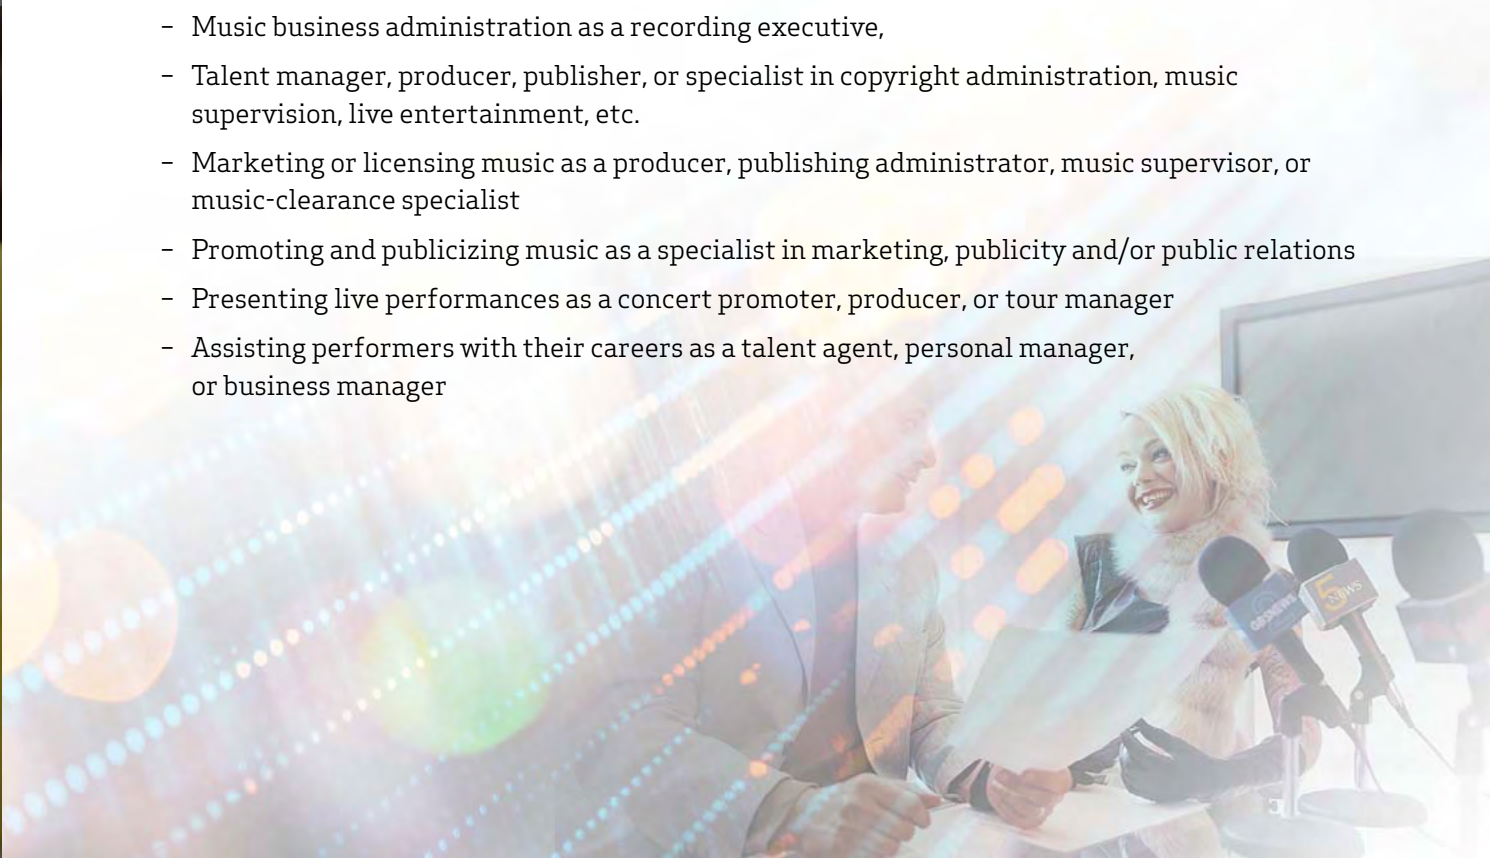 – Music business administration as a recording executive,
– Talent manager, producer, publisher, or specialist in copyright administration, music
supervision, live entertainment, etc.
– Marketing or licensing music as a producer, publishing administrator, music supervisor, or
music-clearance specialist
– Promoting and publicizing music as a specialist in marketing, publicity and/or public relations
– Presenting live performances as a concert promoter, producer, or tour manager
– Assisting performers with their careers as a talent agent, personal manager,
or business manager
5
NEWS